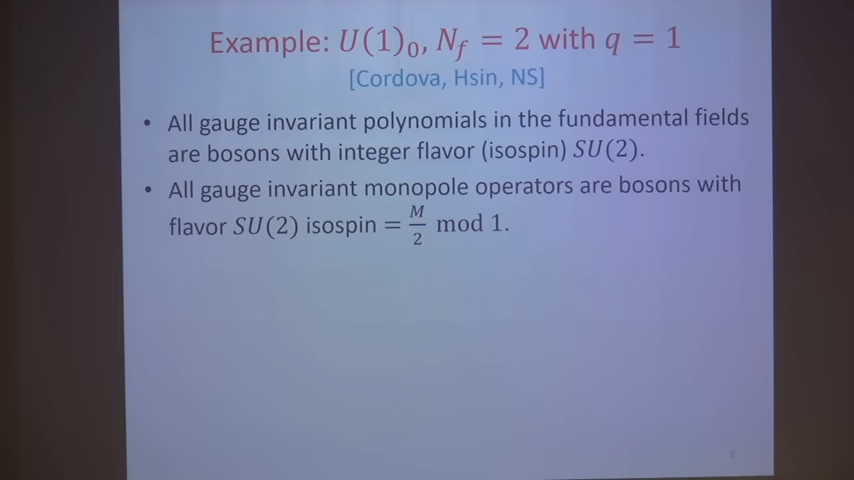 Example: U(1)₀, N_f = 2 with q = 1
[Cordova, Hsin, NS]
• All gauge invariant polynomials in the fundamental fields
are bosons with integer flavor (isospin) SU(2).
• All gauge invariant monopole operators are bosons with
flavor SU(2) isospin = M/2 mod 1.